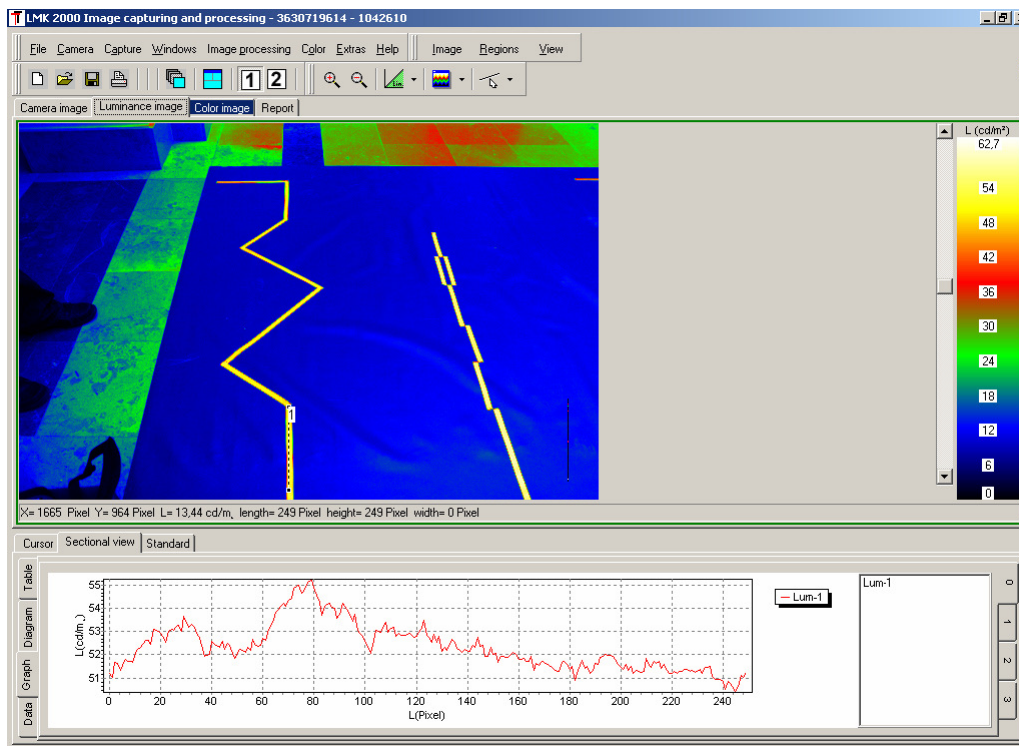 LMK 2000 Image capturing and processing - 3630719614 - 1042610
File Camera Capture Windows Image processing Color Extras Help Image Regions View
1 2
Camera image Luminance image Color image Report
L (cd/m²)
62,7
54
48
42
36
30
24
18
12
6
0
1
X= 1665 Pixel Y= 964 Pixel L= 13,44 cd/m, length= 249 Pixel height= 249 Pixel width= 0 Pixel
Cursor Sectional view Standard
Table
Diagram
Graph
Data
L(cd/m,)
55
54
53
52
51
0 20 40 60 80 100 120 140 160 180 200 220 240
L(Pixel)
Lum-1
Lum-1
0
1
2
3